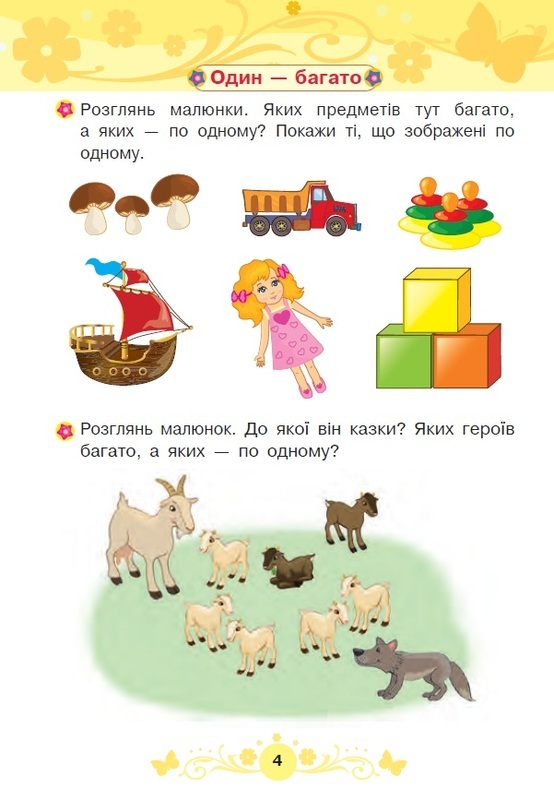 Один — багато
Розглянь малюнки. Яких предметів тут багато,
а яких — по одному? Покажи ті, що зображені по
одному.
Розглянь малюнок. До якої він казки? Яких героїв
багато, а яких — по одному?
4